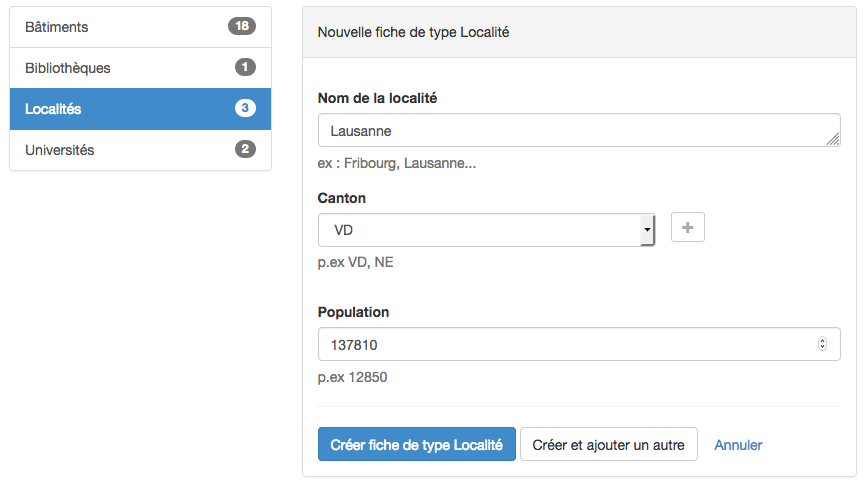 Bâtiments 18
Bibliothèques 1
Localités 3
Universités 2
Nouvelle fiche de type Localité
Nom de la localité
Lausanne
ex : Fribourg, Lausanne...
Canton
VD
+
p.ex VD, NE
Population
137810
p.ex 12850
Créer fiche de type Localité Créer et ajouter un autre Annuler